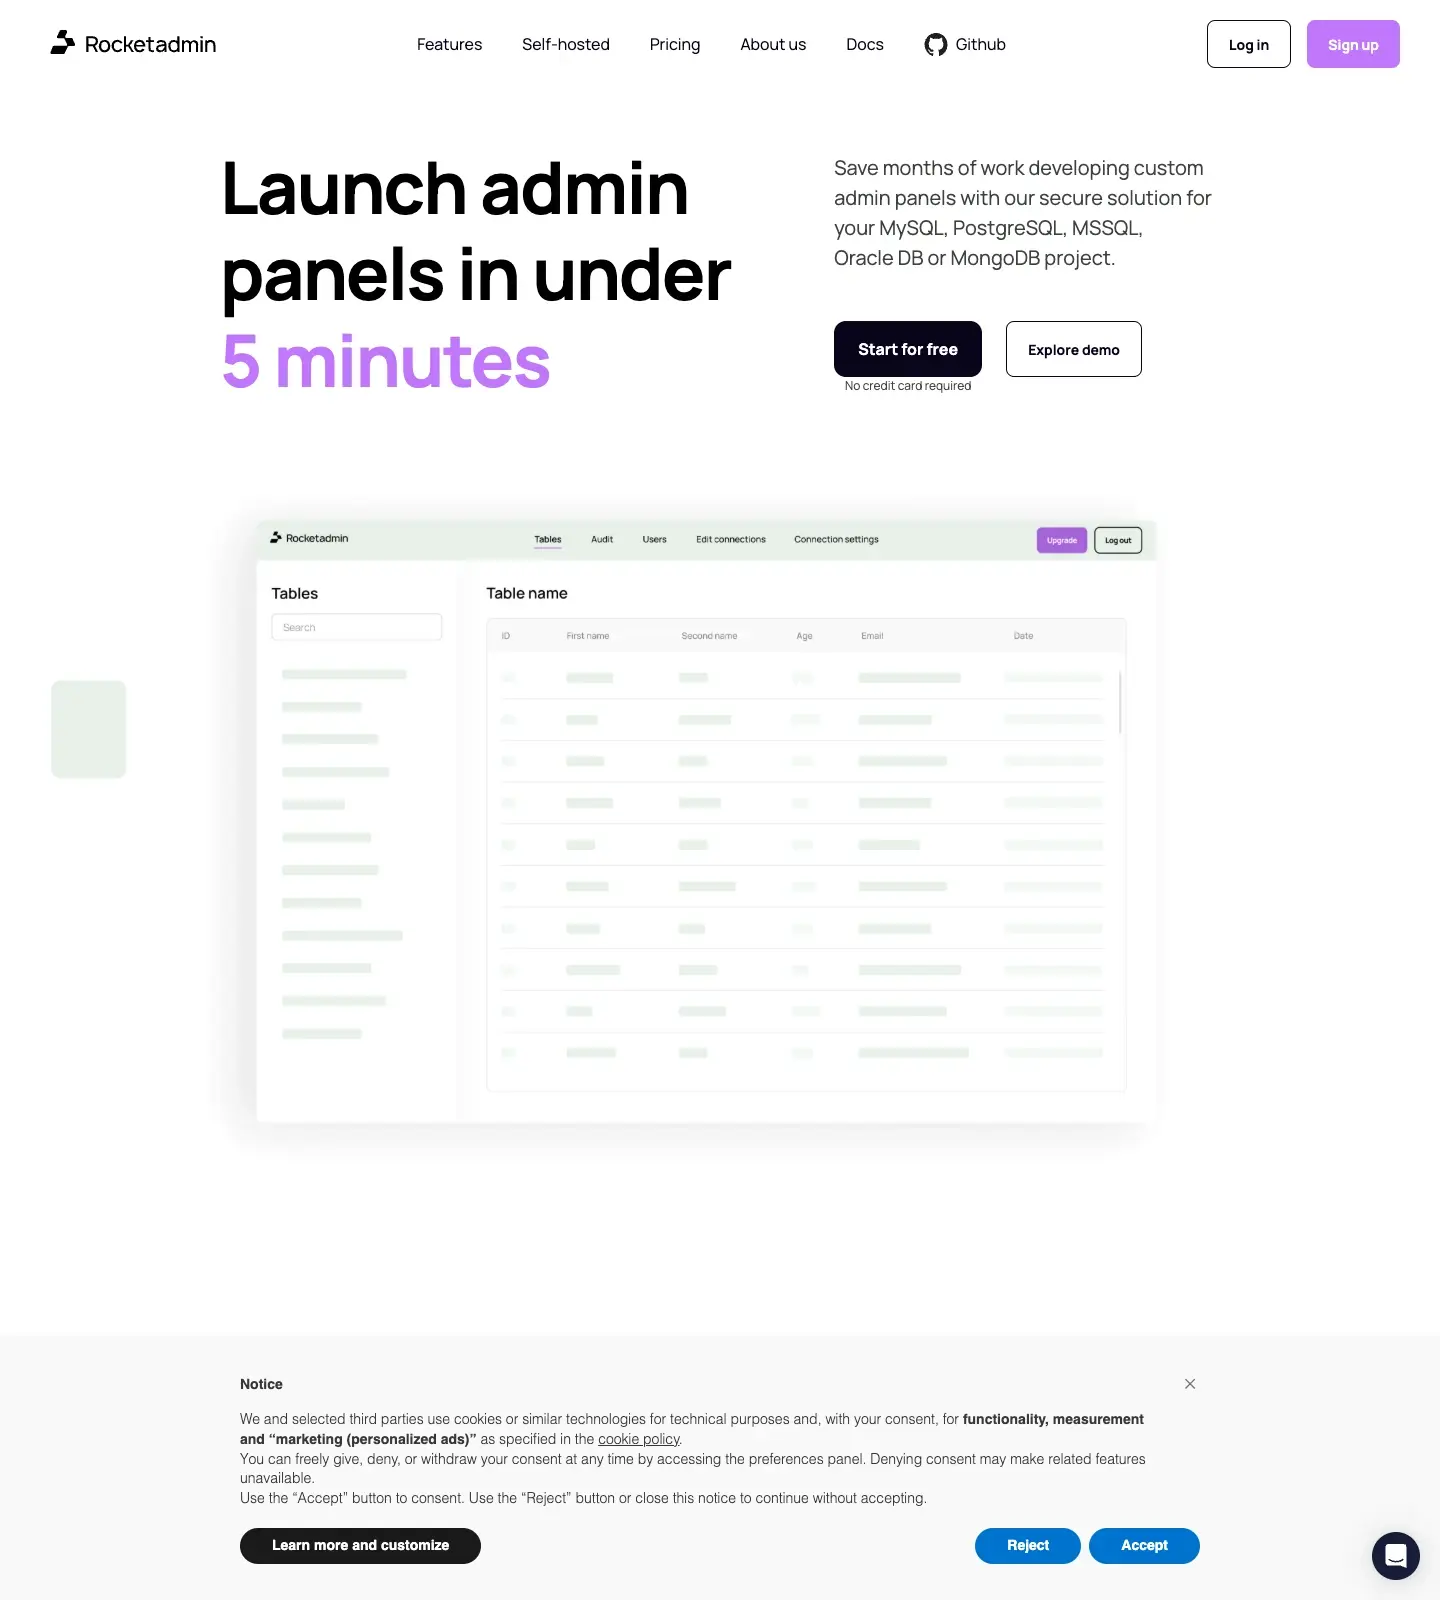 Rocketadmin
Features
Self-hosted
Pricing
About us
Docs
Github
Log in
Sign up
Launch admin
panels in under
5 minutes
Save months of work developing custom
admin panels with our secure solution for
your MySQL, PostgreSQL, MSSQL,
Oracle DB or MongoDB project.
Start for free
Explore demo
No credit card required
Rocketadmin
Tables
Audit
Users
Edit connections
Connection settings
Upgrade
Log out
Tables
Search
Table name
ID
First name
Second name
Age
Email
Date
Notice
We and selected third parties use cookies or similar technologies for technical purposes and, with your consent, for functionality, measurement
and “marketing (personalized ads)” as specified in the cookie policy.
You can freely give, deny, or withdraw your consent at any time by accessing the preferences panel. Denying consent may make related features
unavailable.
Use the “Accept” button to consent. Use the “Reject” button or close this notice to continue without accepting.
Learn more and customize
Reject
Accept